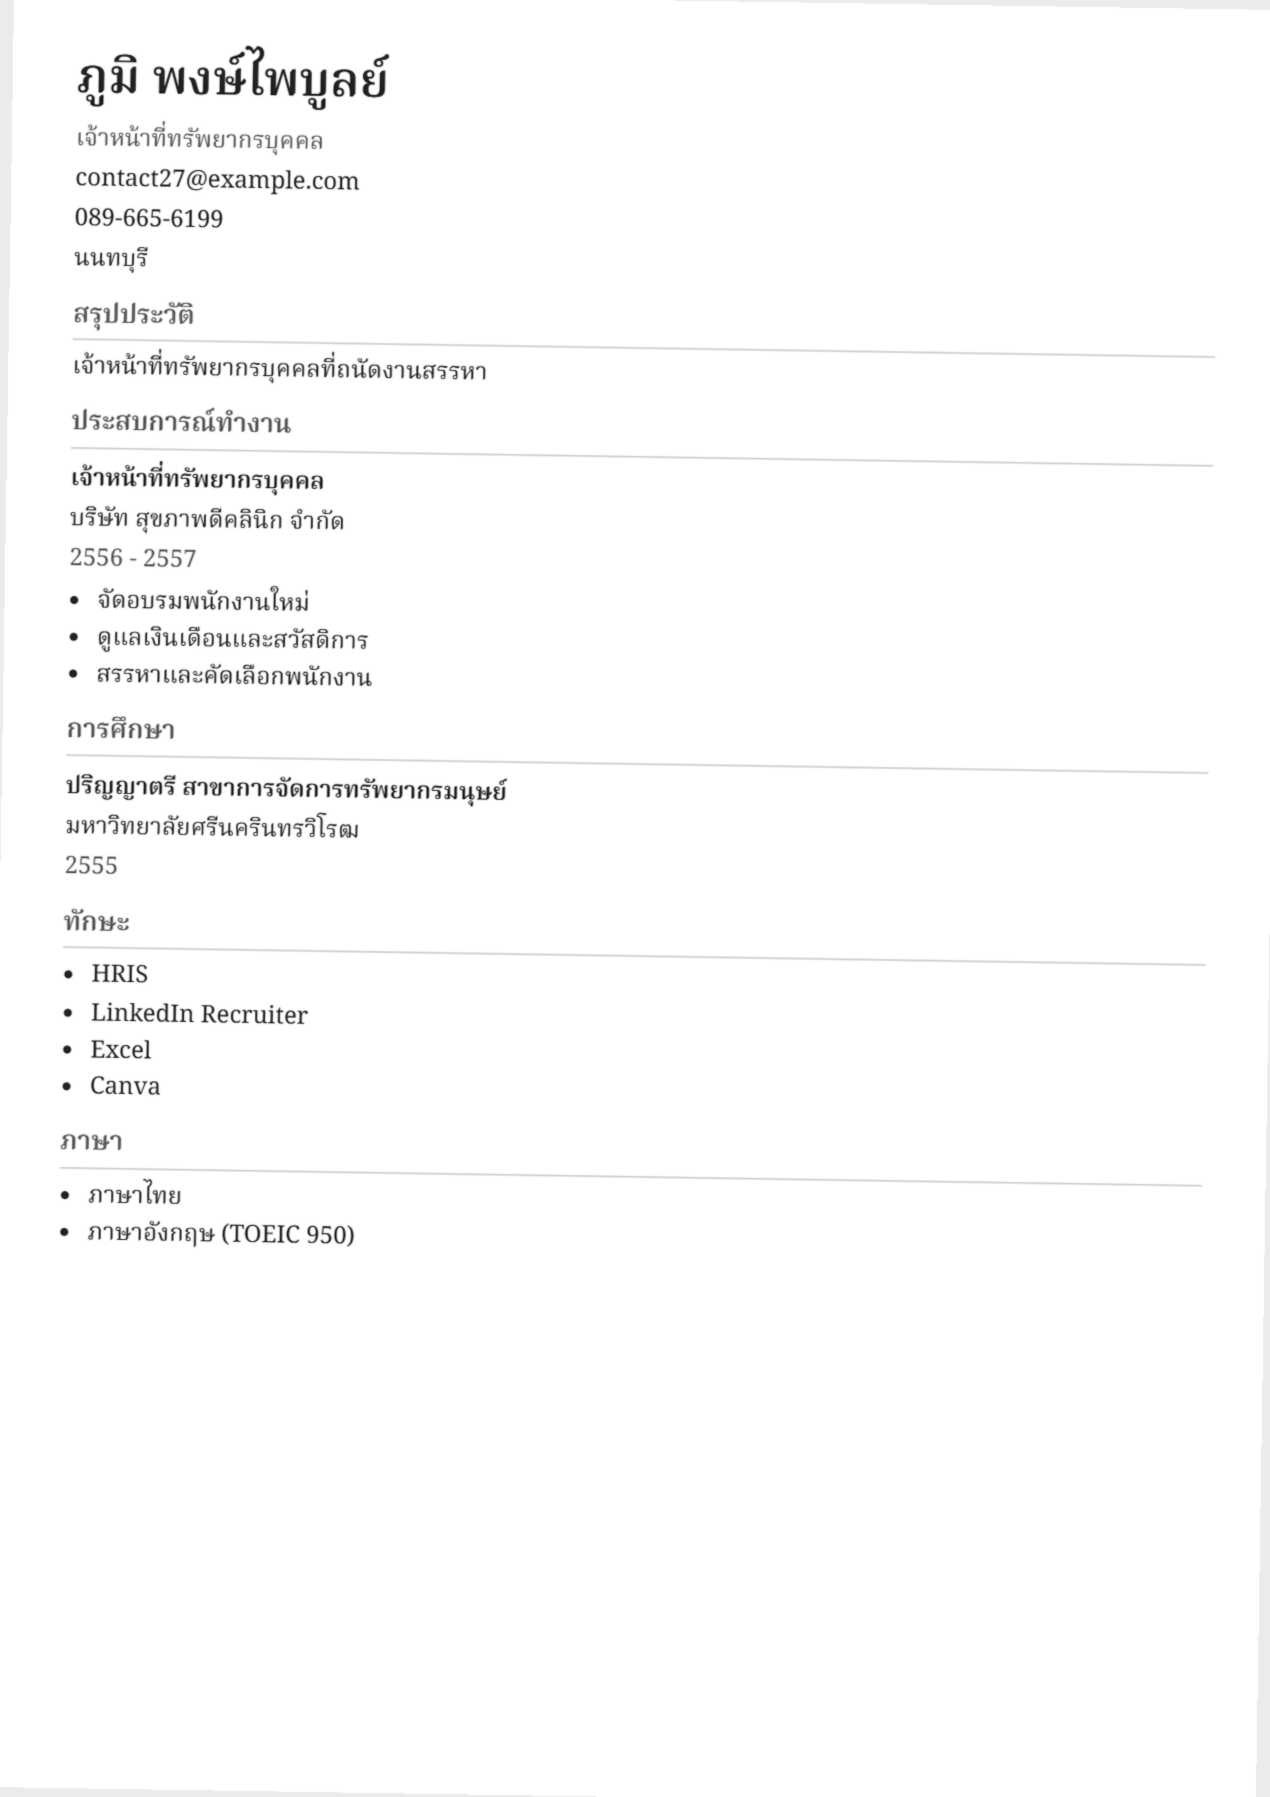 ภูมิ พงษ์ไพบูลย์
เจ้าหน้าที่ทรัพยากรบุคคล
contact27@example.com
089-665-6199
นนทบุรี
สรุปประวัติ
เจ้าหน้าที่ทรัพยากรบุคคลที่ถนัดงานสรรหา
ประสบการณ์ทำงาน
เจ้าหน้าที่ทรัพยากรบุคคล
บริษัท สุขภาพดีคลินิก จำกัด
2556 - 2557
• จัดอบรมพนักงานใหม่
• ดูแลเงินเดือนและสวัสดิการ
• สรรหาและคัดเลือกพนักงาน
การศึกษา
ปริญญาตรี สาขาการจัดการทรัพยากรมนุษย์
มหาวิทยาลัยศรีนครินทรวิโรฒ
2555
ทักษะ
• HRIS
• LinkedIn Recruiter
• Excel
• Canva
ภาษา
• ภาษาไทย
• ภาษาอังกฤษ (TOEIC 950)